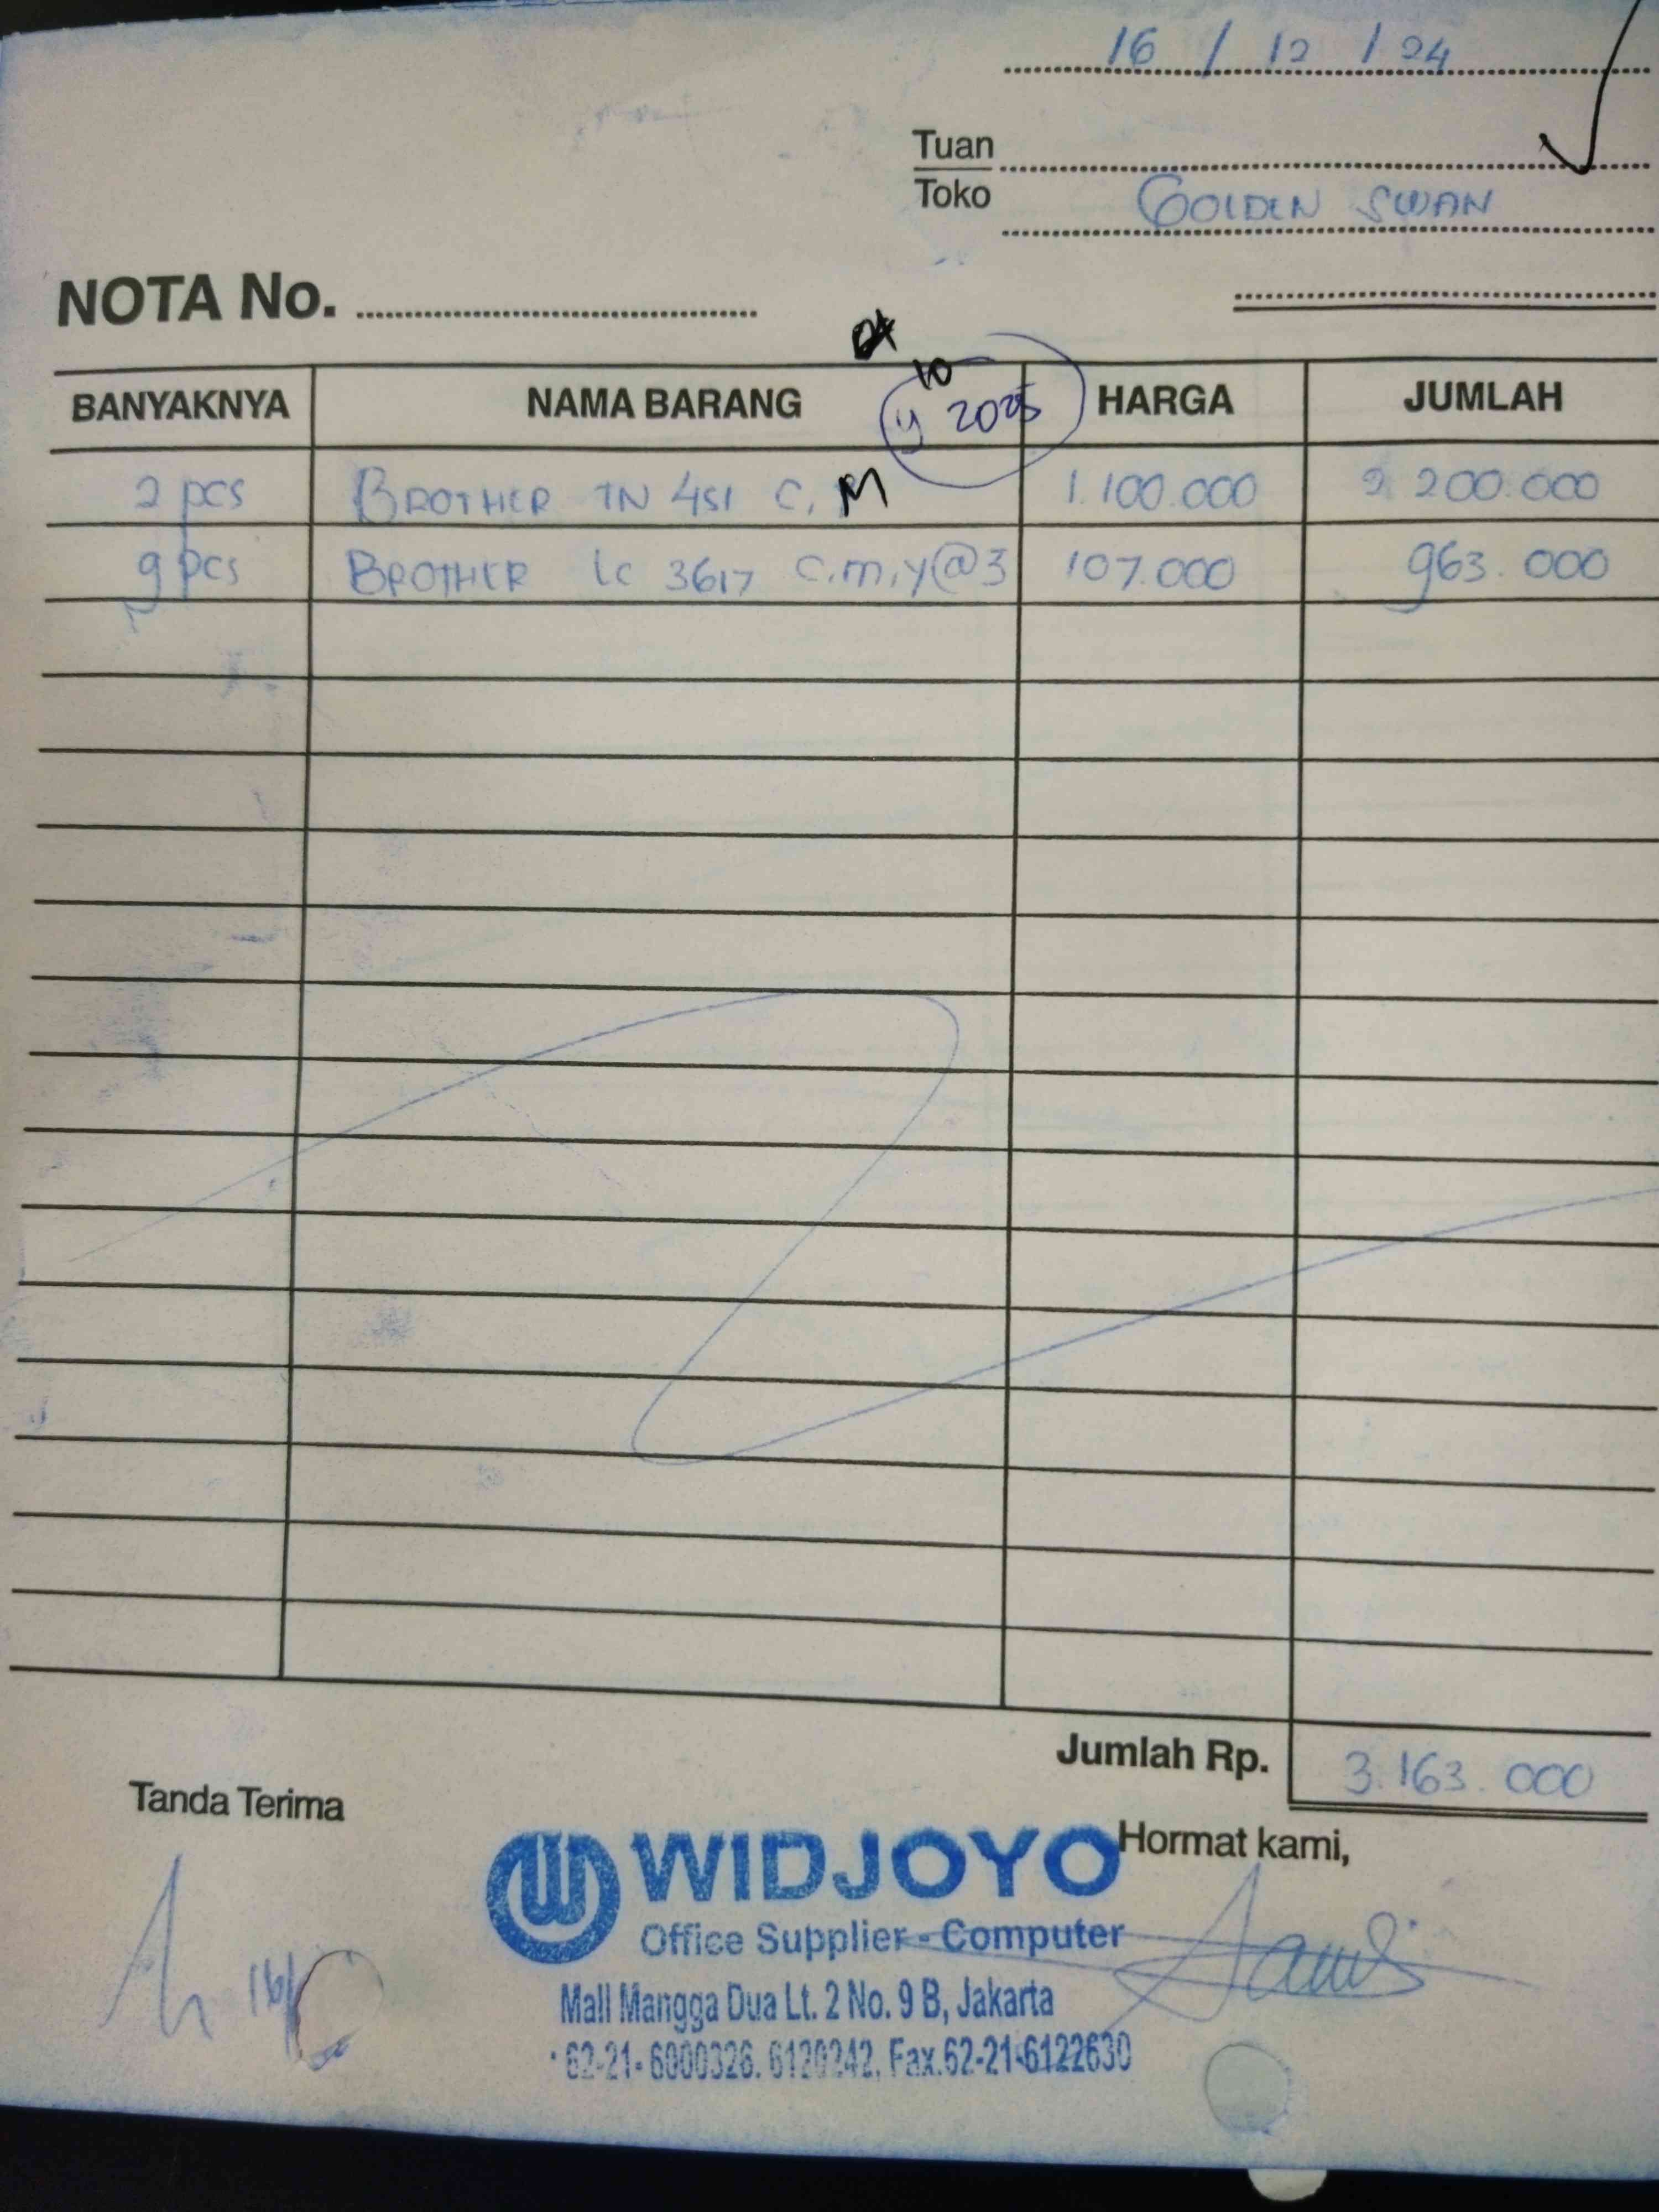 16 / 12 / 24
Tuan
Toko GOLDEN SWAN
NOTA No.
10
BANYAKNYA NAMA BARANG y 2025 HARGA JUMLAH
2 pcs BROTHER TN 451 C, M 1.100.000 2.200.000
9 pcs BROTHER LC 3617 C.m.y@3 107.000 963.000
Jumlah Rp. 3.163.000
Tanda Terima
Hormat kami,
WIDJOYO
Office Supplier - Computer
Mall Mangga Dua Lt. 2 No. 9 B, Jakarta
62-21- 6000326. 6120242, Fax.62-21-6122630